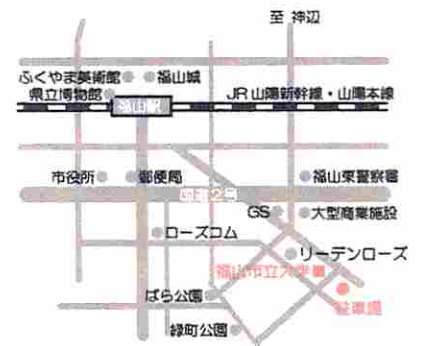 至 神辺
ふくやま美術館
福山城
県立博物館
福山駅
JR山陽新幹線・山陽本線
市役所
郵便局
福山東警察署
国道2号
GS
大型商業施設
ローズコム
リーデンローズ
福山市立大学
ばら公園
駐車場
緑町公園